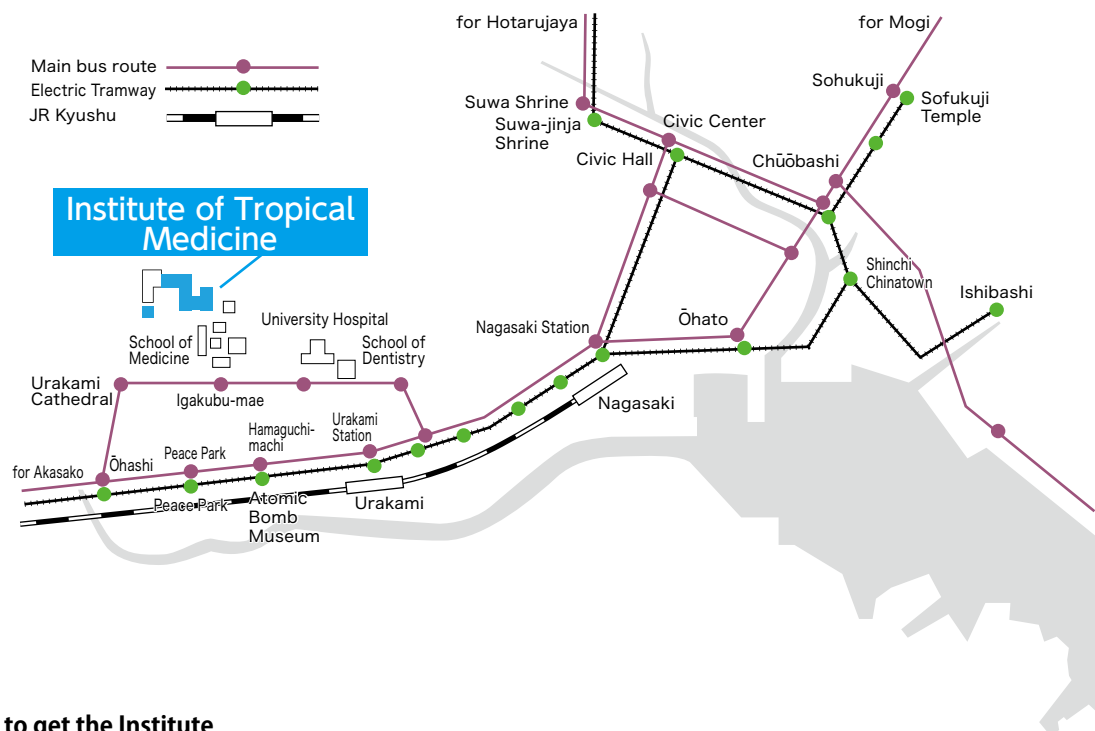 for Hotarujaya
for Mogi
Main bus route
Electric Tramway
JR Kyushu
Sohukuji
Sofukuji
Temple
Suwa Shrine
Suwa-jinja
Shrine
Civic Center
Civic Hall
Chūōbashi
Institute of Tropical
Medicine
Shinchi
Chinatown
Ishibashi
University Hospital
School of
Medicine
School of
Dentistry
Nagasaki Station
Ōhato
Urakami
Cathedral
Igakubu-mae
Nagasaki
Urakami
Station
Hamaguchi-
machi
Peace Park
Ōhashi
for Akasako
Peace Park
Atomic
Bomb
Museum
Urakami
to get the Institute